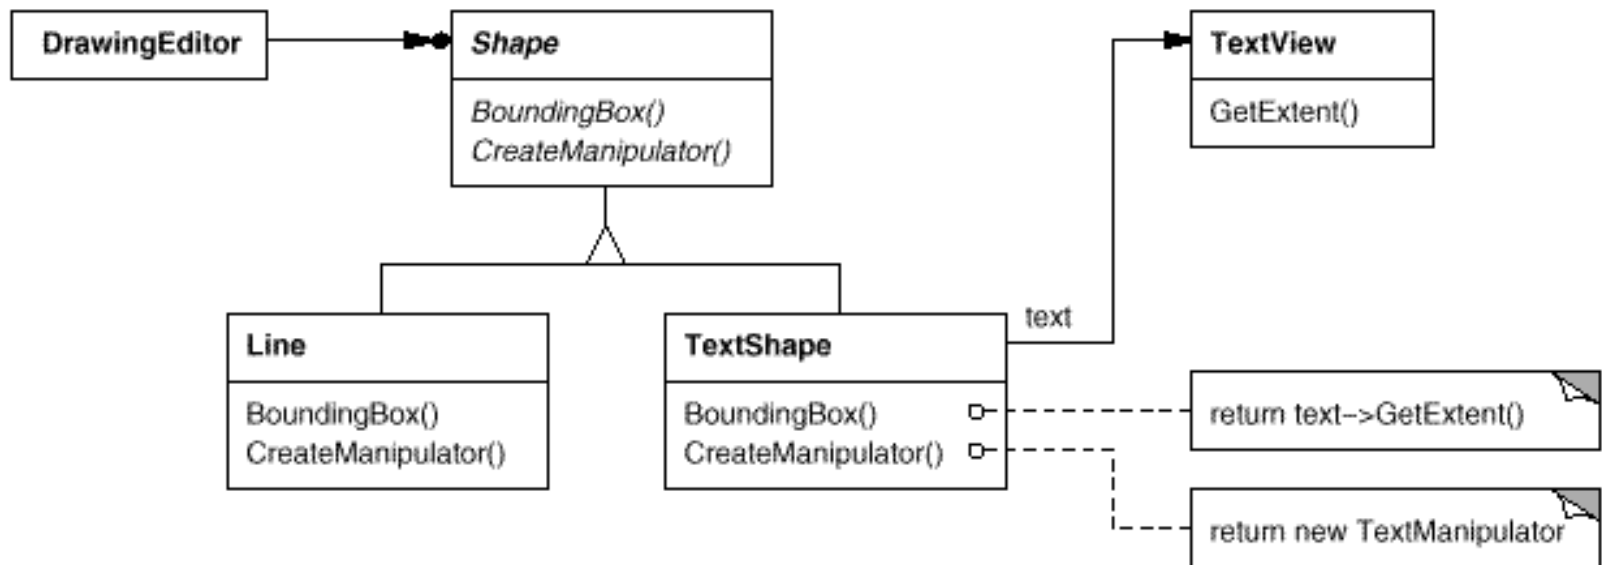 DrawingEditor
Shape
BoundingBox()
CreateManipulator()
TextView
GetExtent()
Line
BoundingBox()
CreateManipulator()
text
TextShape
BoundingBox()
CreateManipulator()
return text-->GetExtent()
return new TextManipulator